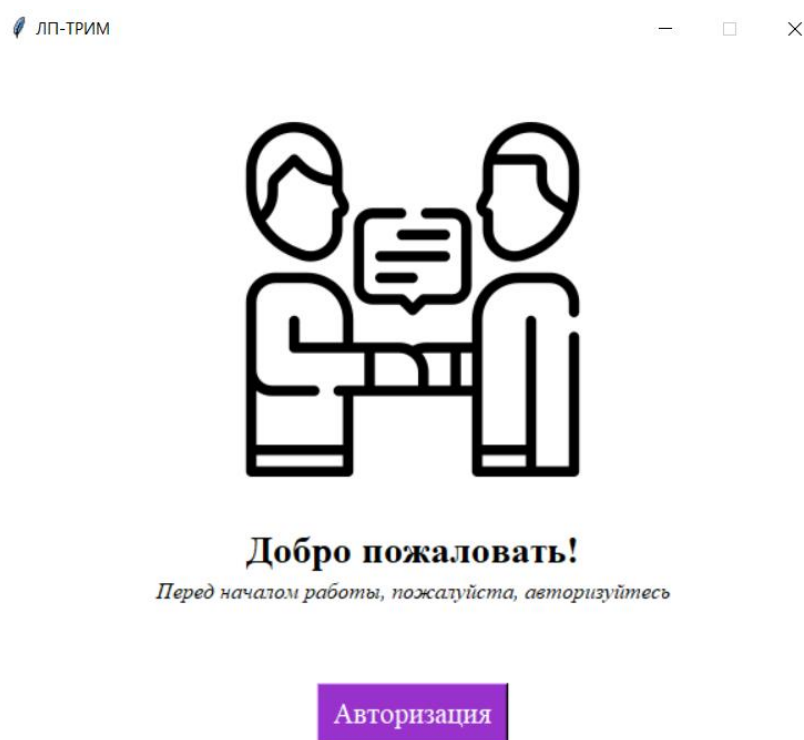 ЛП-ТРИМ
Добро пожаловать!
Перед началом работы, пожалуйста, авторизуйтесь
Авторизация